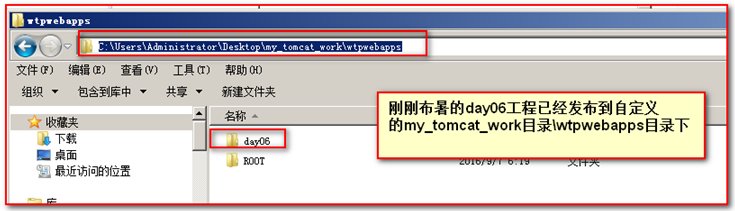 wtpwebapps
C:\Users\Administrator\Desktop\my_tomcat_work\wtpwebapps
文件(F) 编辑(E) 查看(V) 工具(T) 帮助(H)
组织 包含到库中 共享 新建文件夹
收藏夹
下载
桌面
最近访问的位置
库
名称
day06
ROOT
2016/9/7 6:19 文件夹
刚刚布暑的day06工程已经发布到自定义
的my_tomcat_work目录\wtpwebapps目录下